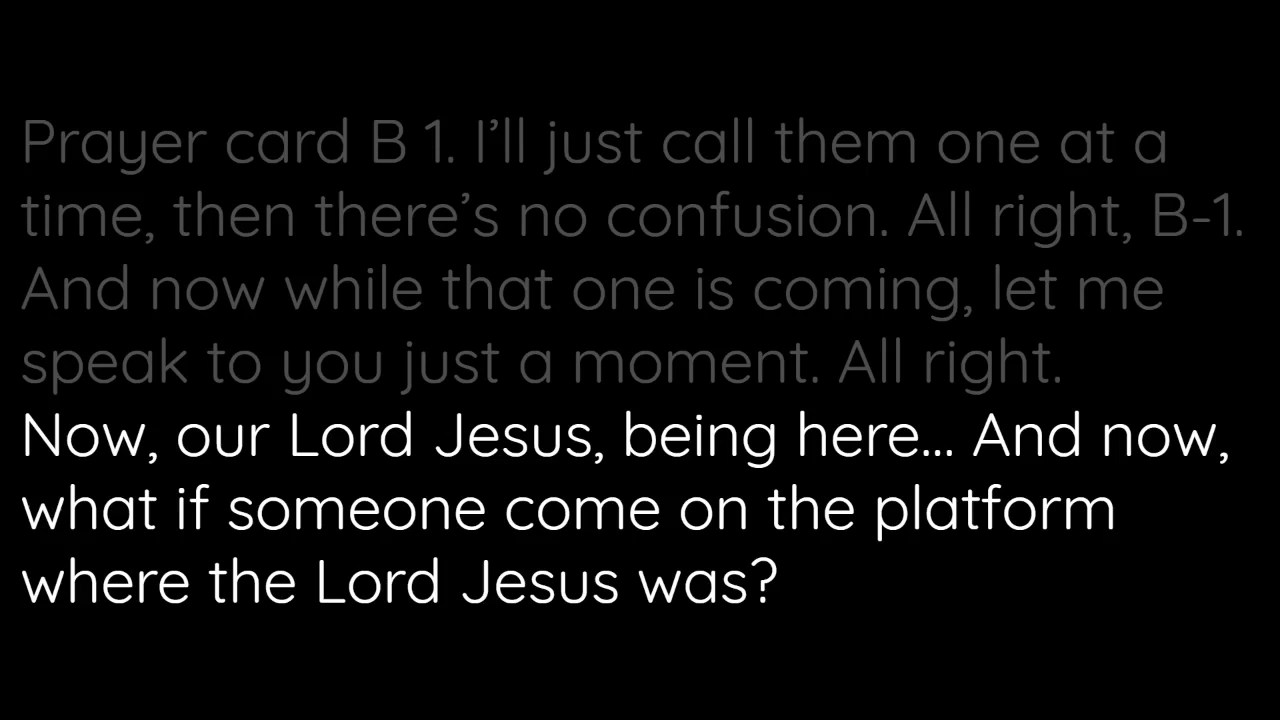 Prayer card B 1. I’ll just call them one at a
time, then there’s no confusion. All right, B-1.
And now while that one is coming, let me
speak to you just a moment. All right.
Now, our Lord Jesus, being here... And now,
what if someone come on the platform
where the Lord Jesus was?